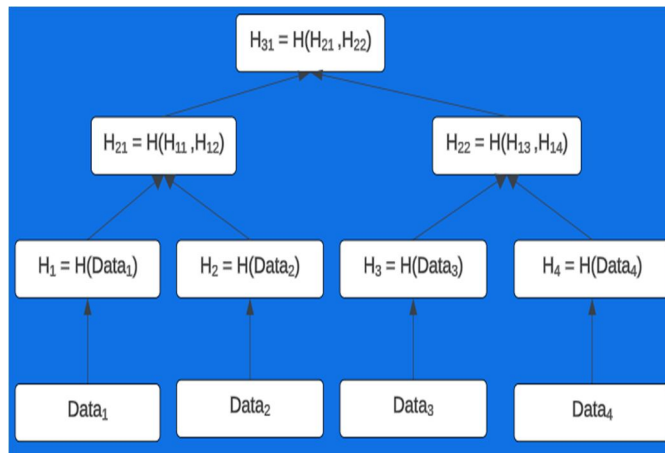 H₃₁ = H(H₂₁ ,H₂₂)
H₂₁ = H(H₁₁ ,H₁₂)
H₂₂ = H(H₁₃ ,H₁₄)
H₁ = H(Data₁)
H₂ = H(Data₂)
H₃ = H(Data₃)
H₄ = H(Data₄)
Data₁
Data₂
Data₃
Data₄